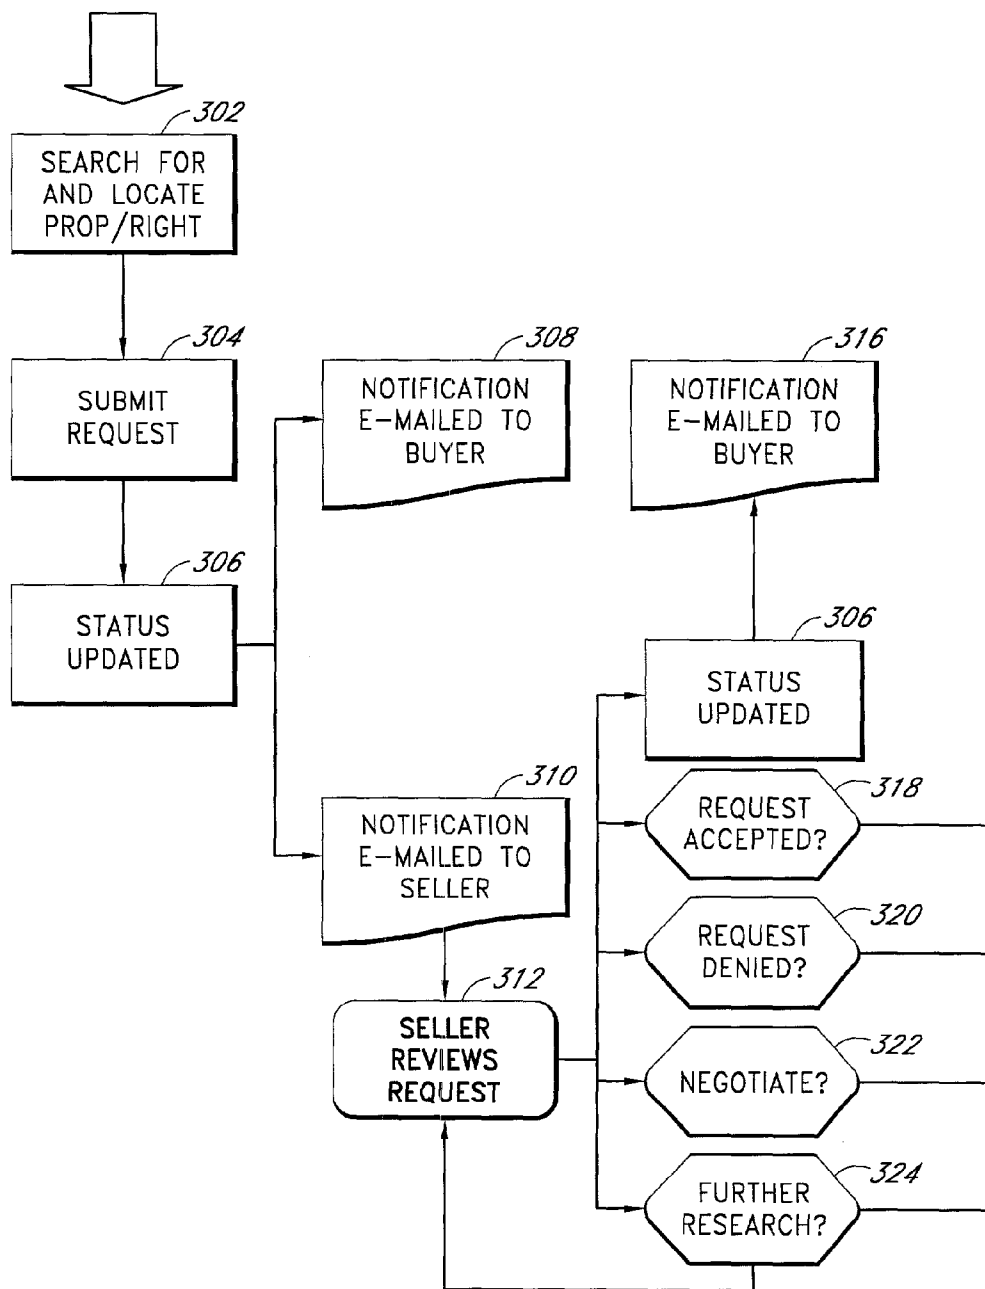 302
SEARCH FOR
AND LOCATE
PROP/RIGHT
304
SUBMIT
REQUEST
306
STATUS
UPDATED
308
NOTIFICATION
E-MAILED TO
BUYER
316
NOTIFICATION
E-MAILED TO
BUYER
306
STATUS
UPDATED
310
NOTIFICATION
E-MAILED TO
SELLER
312
SELLER
REVIEWS
REQUEST
318
REQUEST
ACCEPTED?
320
REQUEST
DENIED?
322
NEGOTIATE?
324
FURTHER
RESEARCH?